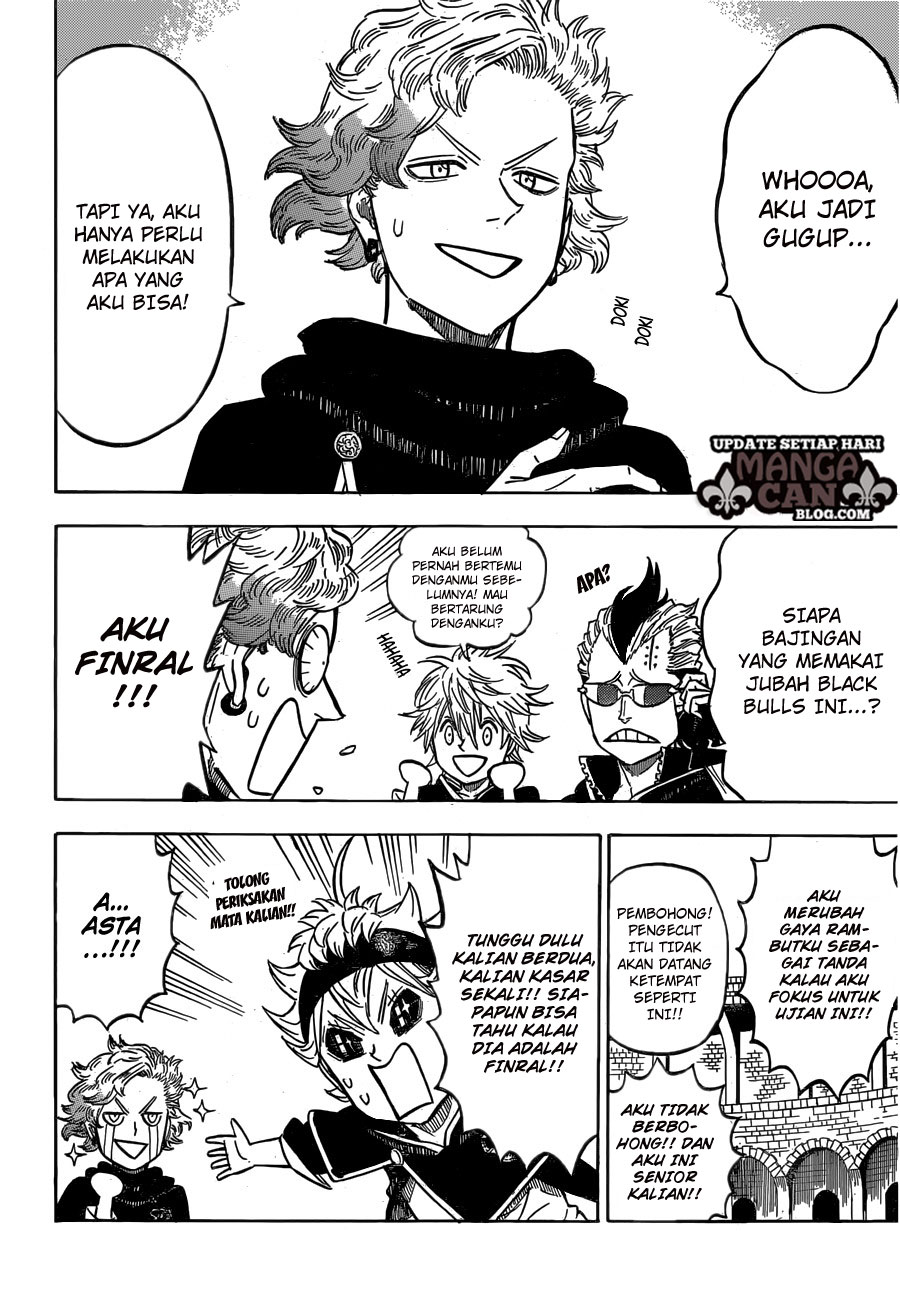 WHOOOA,
AKU JADI
GUGUP...
TAPI YA, AKU
HANYA PERLU
MELAKUKAN
APA YANG
AKU BISA!
DOKI
DOKI
UPDATE SETIAP HARI
MANGA
CAN
BLOG.COM
SIAPA
BAJINGAN
YANG MEMAKAI
JUBAH BLACK
BULLS INI...?
APA?
AKU BELUM
PERNAH BERTEMU
DENGANMU SEBE-
LUMNYA! MAU
BERTARUNG
DENGANKU?
HAHAHA
AKU
FINRAL
!!!
AKU
MERUBAH
GAYA RAM-
BUTKU SEBA-
GAI TANDA
KALAU AKU
FOKUS UNTUK
UJIAN INI!!
PEMBOHONG!
PENGECUT
ITU TIDAK
AKAN DATANG
KETEMPAT
SEPERTI
INI!!
AKU TIDAK
BERBO-
HONG!! DAN
AKU INI
SENIOR
KALIAN!!
TUNGGU DULU
KALIAN BERDUA,
KALIAN KASAR
SEKALI!! SIA-
PAPUN BISA
TAHU KALAU
DIA ADALAH
FINRAL!!
TOLONG
PERIKSAKAN
MATA KALIAN!!
A...
ASTA
...!!!